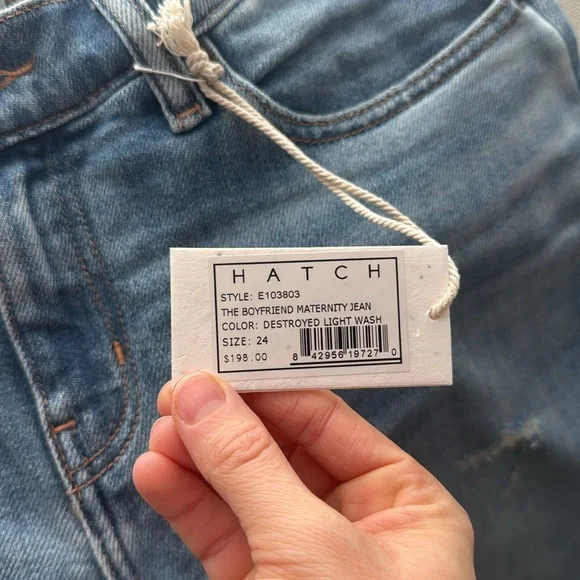 HATCH
STYLE: E103803
THE BOYFRIEND MATERNITY JEAN
COLOR: DESTROYED LIGHT WASH
SIZE: 24
$198.00
8 42956 19727 0